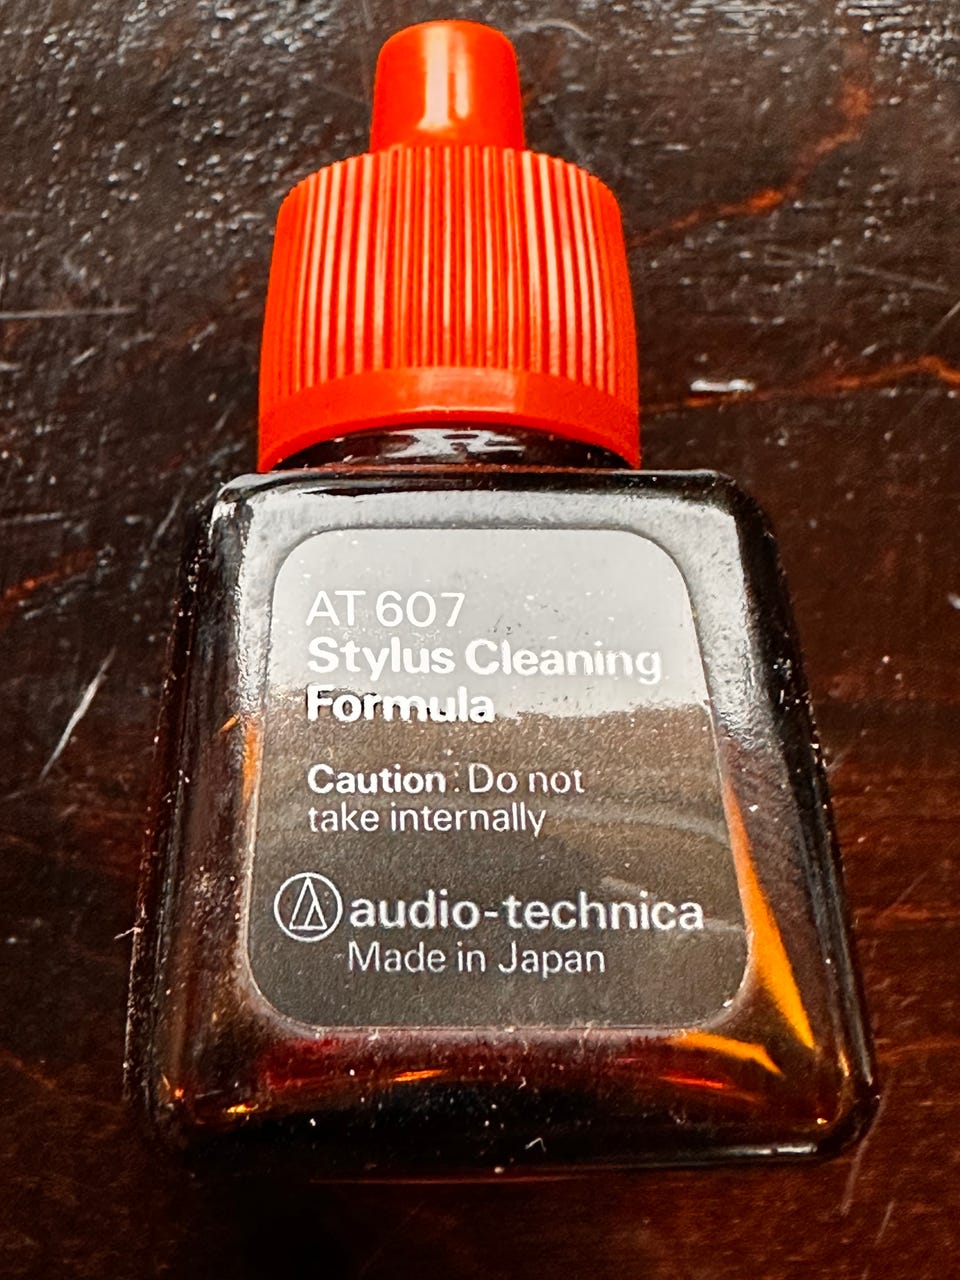 AT 607
Stylus Cleaning
Formula
Caution : Do not
take internally
audio-technica
Made in Japan